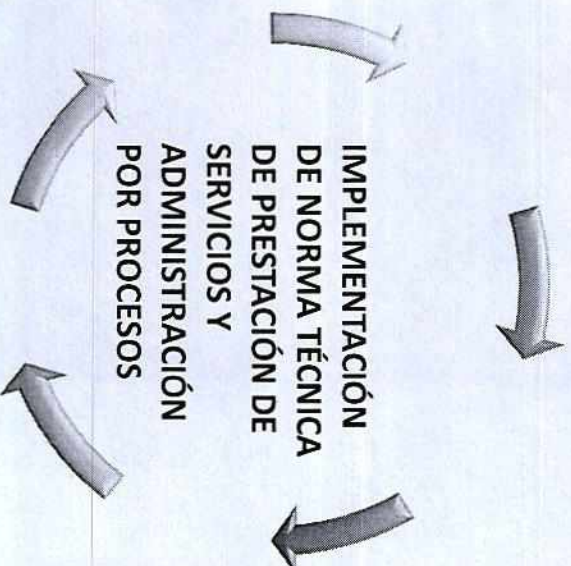 IMPLEMENTACIÓN
DE NORMA TÉCNICA
DE PRESTACIÓN DE
SERVICIOS Y
ADMINISTRACIÓN
POR PROCESOS